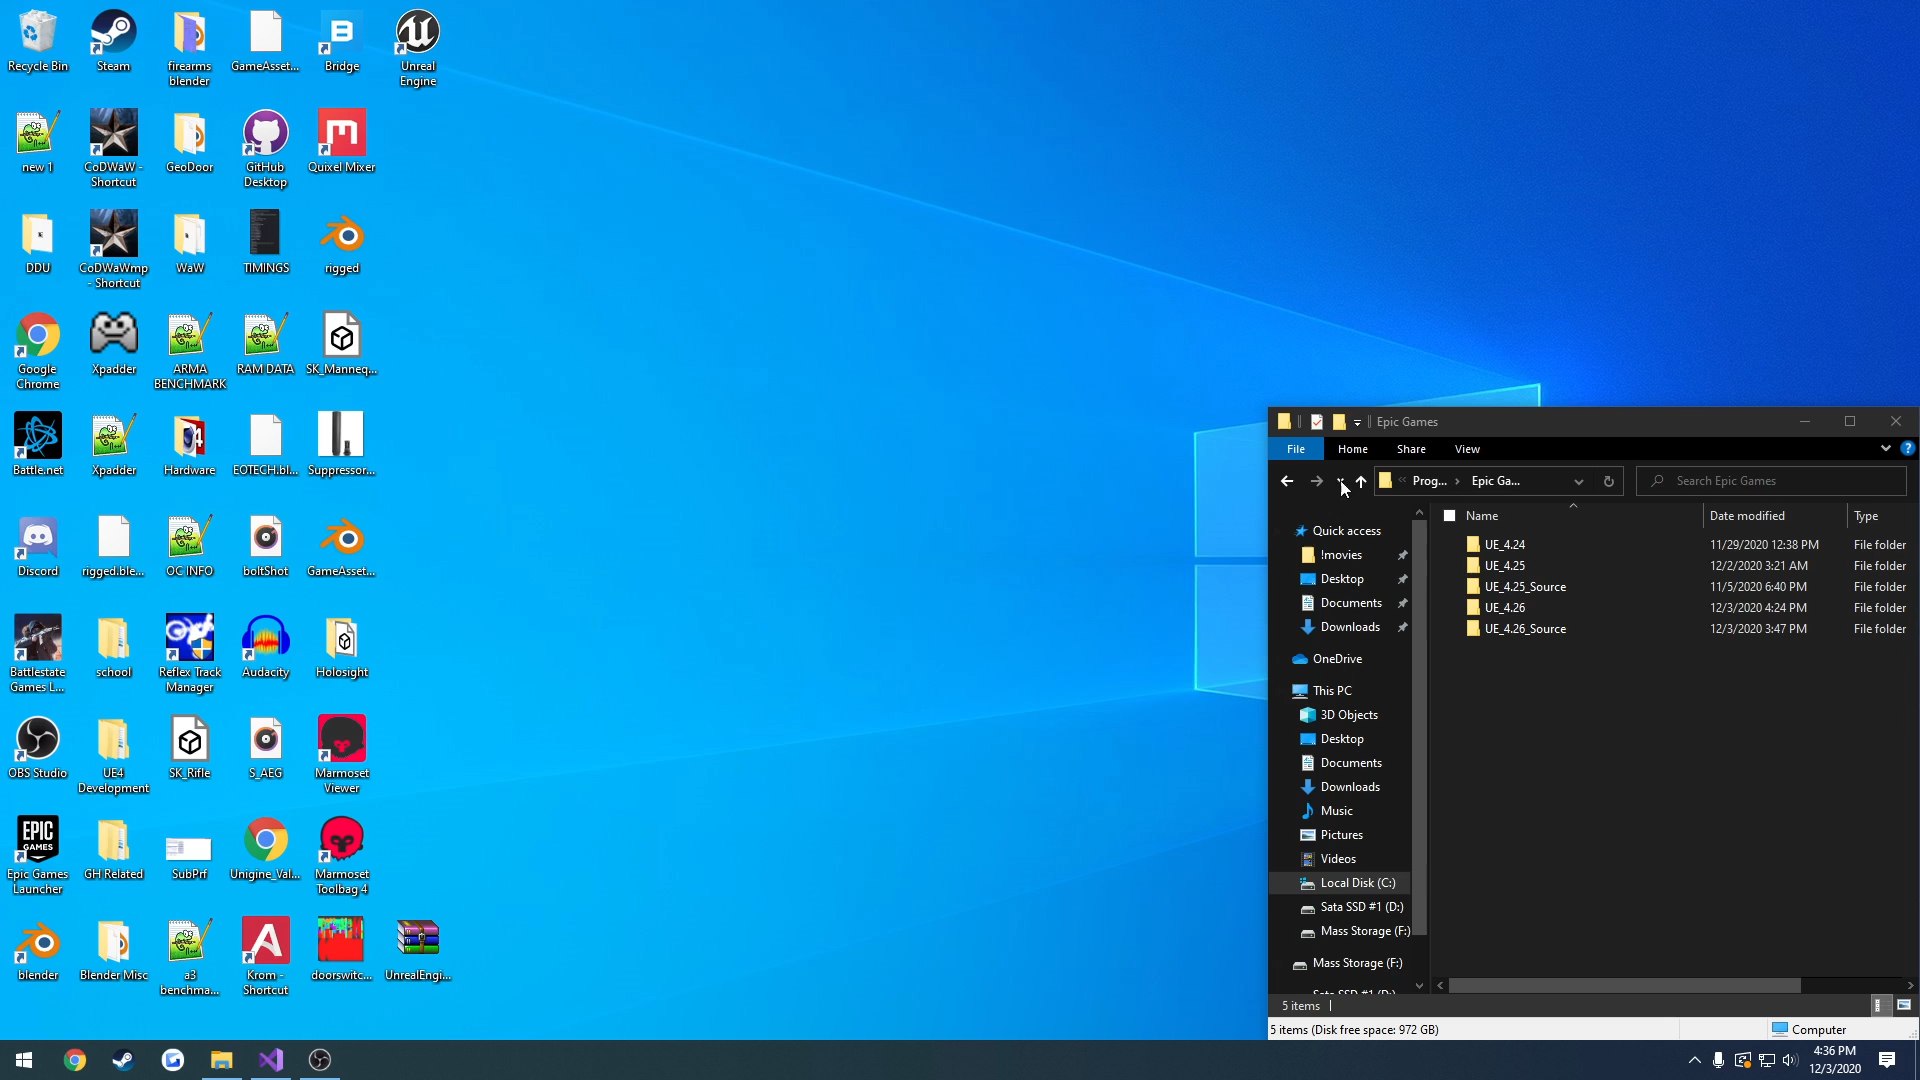 Recycle Bin
Steam
firearms
blender
GameAsset...
Bridge
Unreal
Engine
new 1
CoDWaW -
Shortcut
GeoDoor
GitHub
Desktop
Quixel Mixer
DDU
CoDWaWmp
- Shortcut
WaW
TIMINGS
rigged
Google
Chrome
Xpadder
ARMA
BENCHMARK
RAM DATA
SK_Manneq...
Battle.net
Xpadder
Hardware
EOTECH.bl...
Suppressor...
Discord
rigged.ble...
OC INFO
boltShot
GameAsset...
Battlestate
Games L...
school
Reflex Track
Manager
Audacity
Holosight
OBS Studio
UE4
Development
SK_Rifle
S_AEG
Marmoset
Viewer
EPIC
GAMES
Epic Games
Launcher
GH Related
SubPrf
Unigine_Val...
Marmoset
Toolbag 4
blender
Blender Misc
a3
benchma...
Krom -
Shortcut
doorswitc...
UnrealEngi...
Epic Games
File Home Share View
Prog... Epic Ga...
Search Epic Games
Name Date modified Type
UE_4.24 11/29/2020 12:38 PM File folder
UE_4.25 12/2/2020 3:21 AM File folder
UE_4.25_Source 11/5/2020 6:40 PM File folder
UE_4.26 12/3/2020 4:24 PM File folder
UE_4.26_Source 12/3/2020 3:47 PM File folder
Quick access
!movies
Desktop
Documents
Downloads
OneDrive
This PC
3D Objects
Desktop
Documents
Downloads
Music
Pictures
Videos
Local Disk (C:)
Sata SSD #1 (D:)
Mass Storage (F:)
Mass Storage (F:)
Sata SSD #1 (D:)
5 items
5 items (Disk free space: 972 GB)
Computer
4:36 PM
12/3/2020